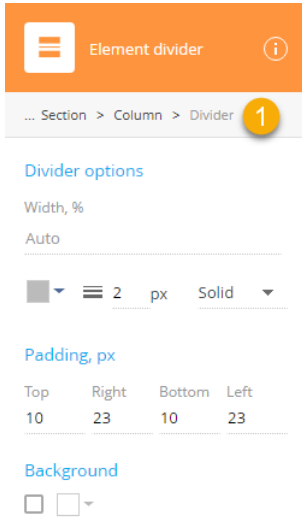 Element divider
i
... Section > Column > Divider 1
Divider options
Width, %
Auto
2 px Solid
Padding, px
Top Right Bottom Left
10 23 10 23
Background